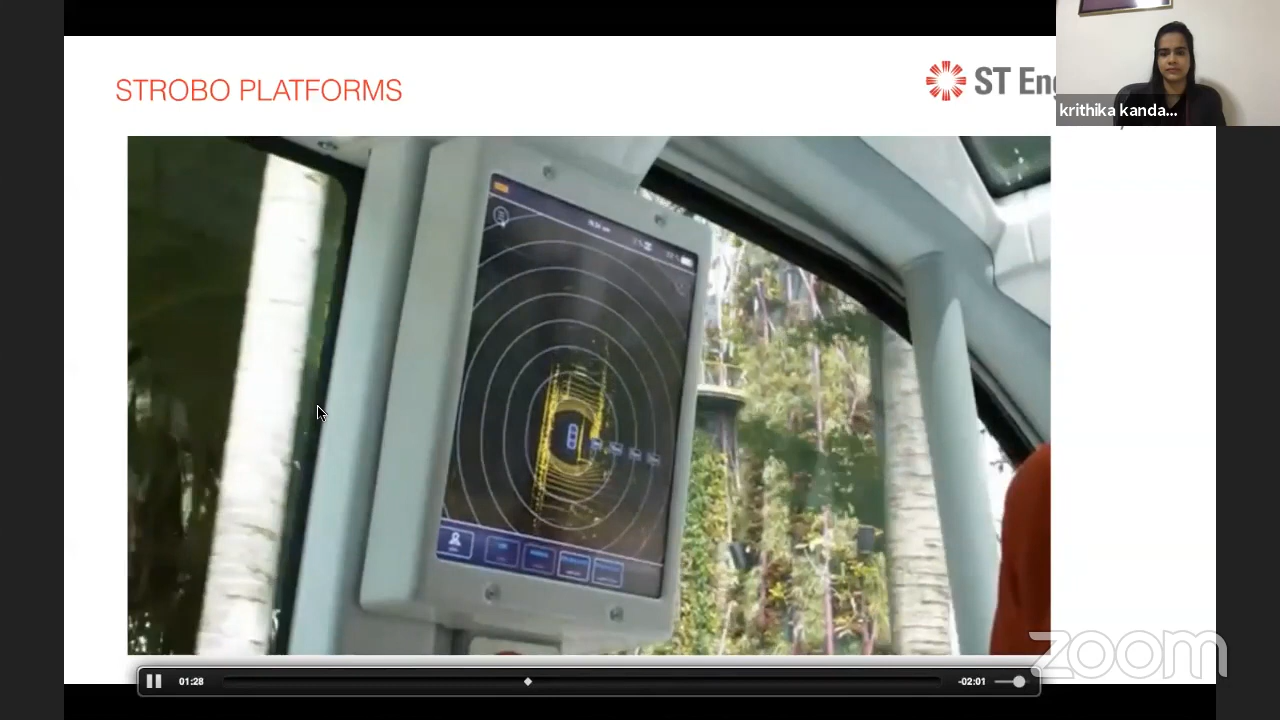 STROBO PLATFORMS
ST Eng
krithika kanda...
01:28
-02:01
zoom